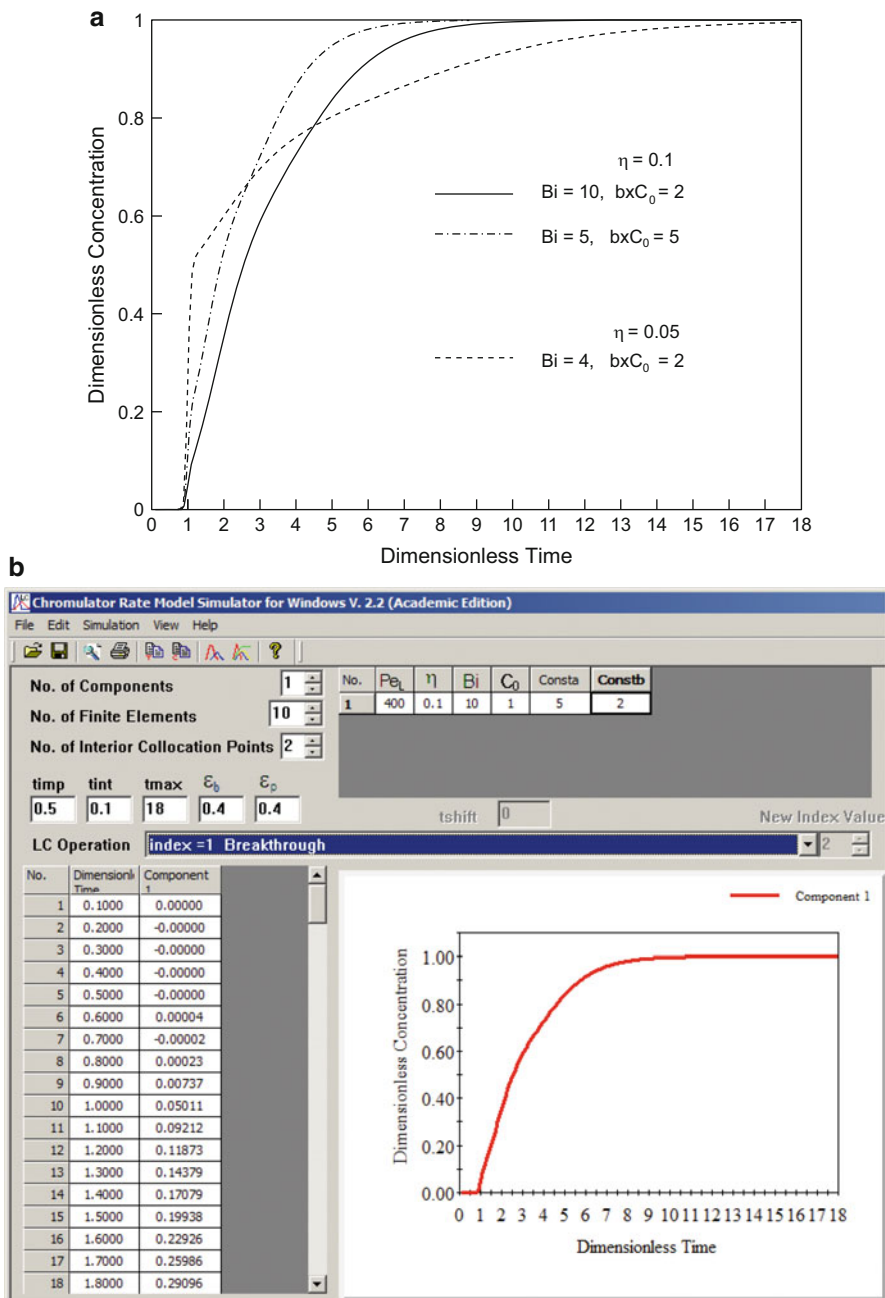 a
1
0.8
0.6
0.4
0.2
0
Dimensionless Concentration
η = 0.1
Bi = 10, bxC₀ = 2
Bi = 5, bxC₀ = 5
η = 0.05
Bi = 4, bxC₀ = 2
0 1 2 3 4 5 6 7 8 9 10 11 12 13 14 15 16 17 18
Dimensionless Time
b
Chromulator Rate Model Simulator for Windows V. 2.2 (Academic Edition)
File Edit Simulation View Help
No. of Components 1
No. of Finite Elements 10
No. of Interior Collocation Points 2
No. Pe_L η Bi C₀ Consta Constb
1 400 0.1 10 1 5 2
timp tint tmax ε_b ε_p
0.5 0.1 18 0.4 0.4
tshift 0 New Index Value
LC Operation index =1 Breakthrough 2
No. Dimensionl Time Component 1
1 0.1000 0.00000
2 0.2000 -0.00000
3 0.3000 -0.00000
4 0.4000 -0.00000
5 0.5000 -0.00000
6 0.6000 0.00004
7 0.7000 -0.00002
8 0.8000 0.00023
9 0.9000 0.00737
10 1.0000 0.05011
11 1.1000 0.09212
12 1.2000 0.11873
13 1.3000 0.14379
14 1.4000 0.17079
15 1.5000 0.19938
16 1.6000 0.22926
17 1.7000 0.25986
18 1.8000 0.29096
Component 1
1.00
0.80
0.60
0.40
0.20
0.00
Dimensionless Concentration
0 1 2 3 4 5 6 7 8 9 10 11 12 13 14 15 16 17 18
Dimensionless Time